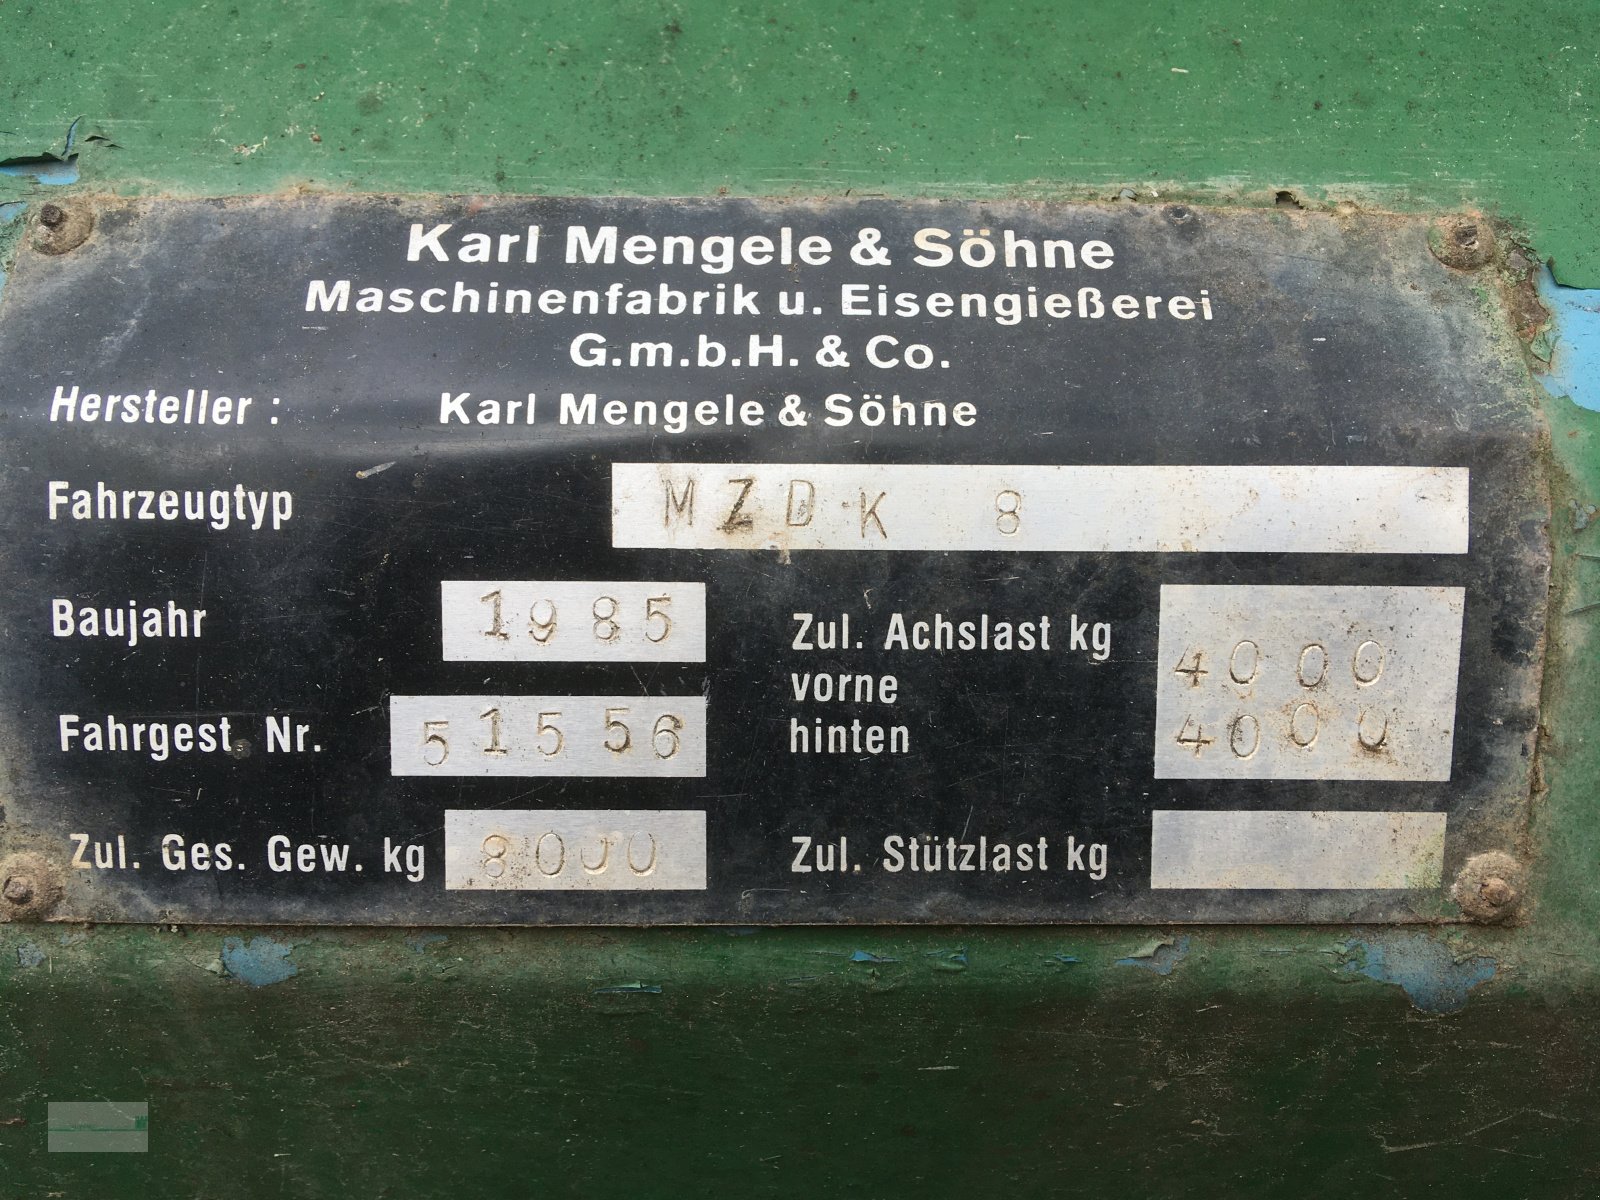 Karl Mengele & Söhne
Maschinenfabrik u. Eisengießerei
G.m.b.H. & Co.
Hersteller : Karl Mengele & Söhne
Fahrzeugtyp MZDK 8
Baujahr 1985
Fahrgest. Nr. 51556
Zul. Ges. Gew. kg 8000
Zul. Achslast kg
vorne 4000
hinten 4000
Zul. Stützlast kg